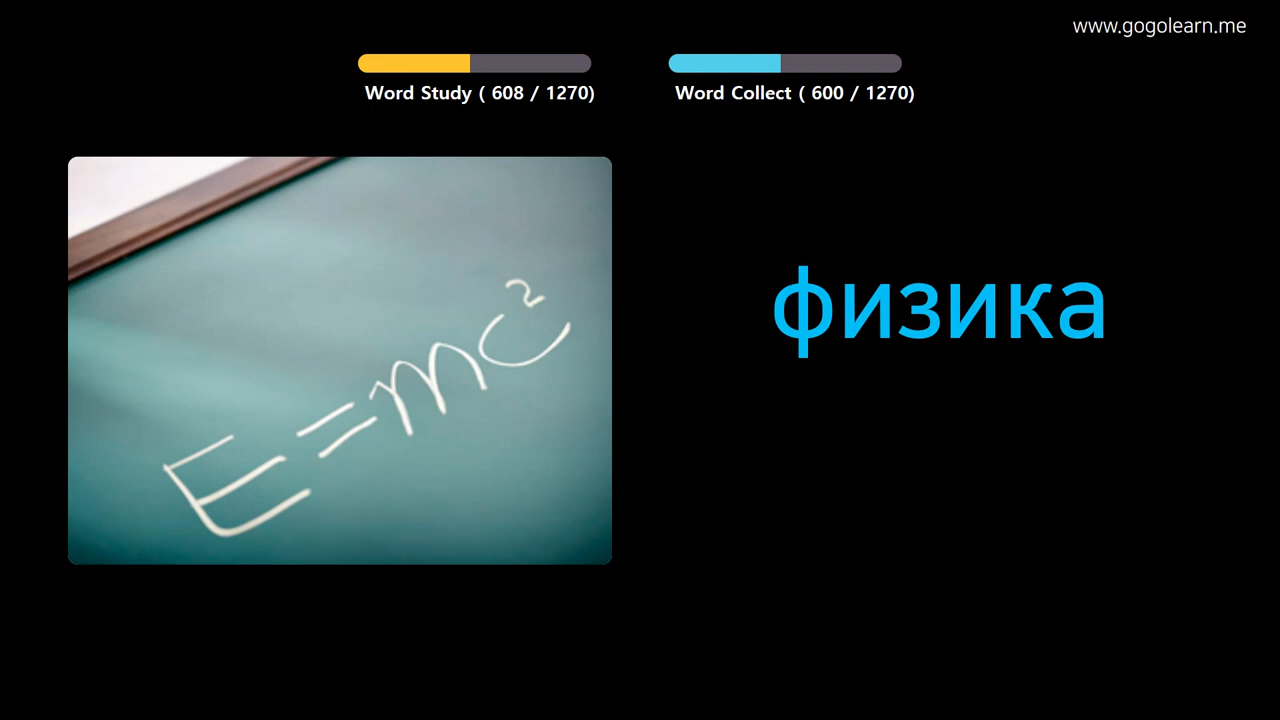 www.gogolearn.me
Word Study ( 608 / 1270)
Word Collect ( 600 / 1270)
физика
E=mc²